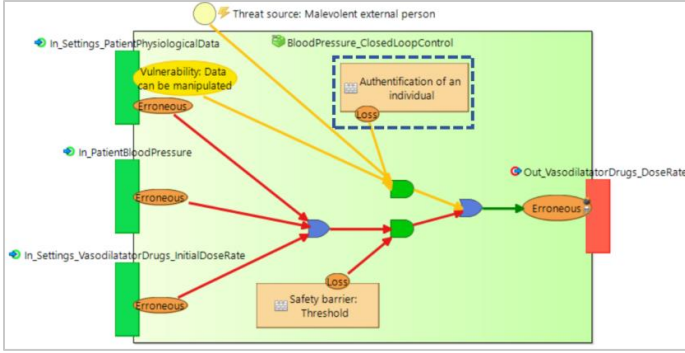 Threat source: Malevolent external person
In_Settings_PatientPhysiologicalData
BloodPressure_ClosedLoopControl
Vulnerability: Data
can be manipulated
Erroneous
Authentification of an
individual
Loss
In_PatientBloodPressure
Out_VasodilatatorDrugs_DoseRate
Erroneous
Erroneous
In_Settings_VasodilatatorDrugs_InitialDoseRate
Loss
Erroneous
Safety barrier:
Threshold